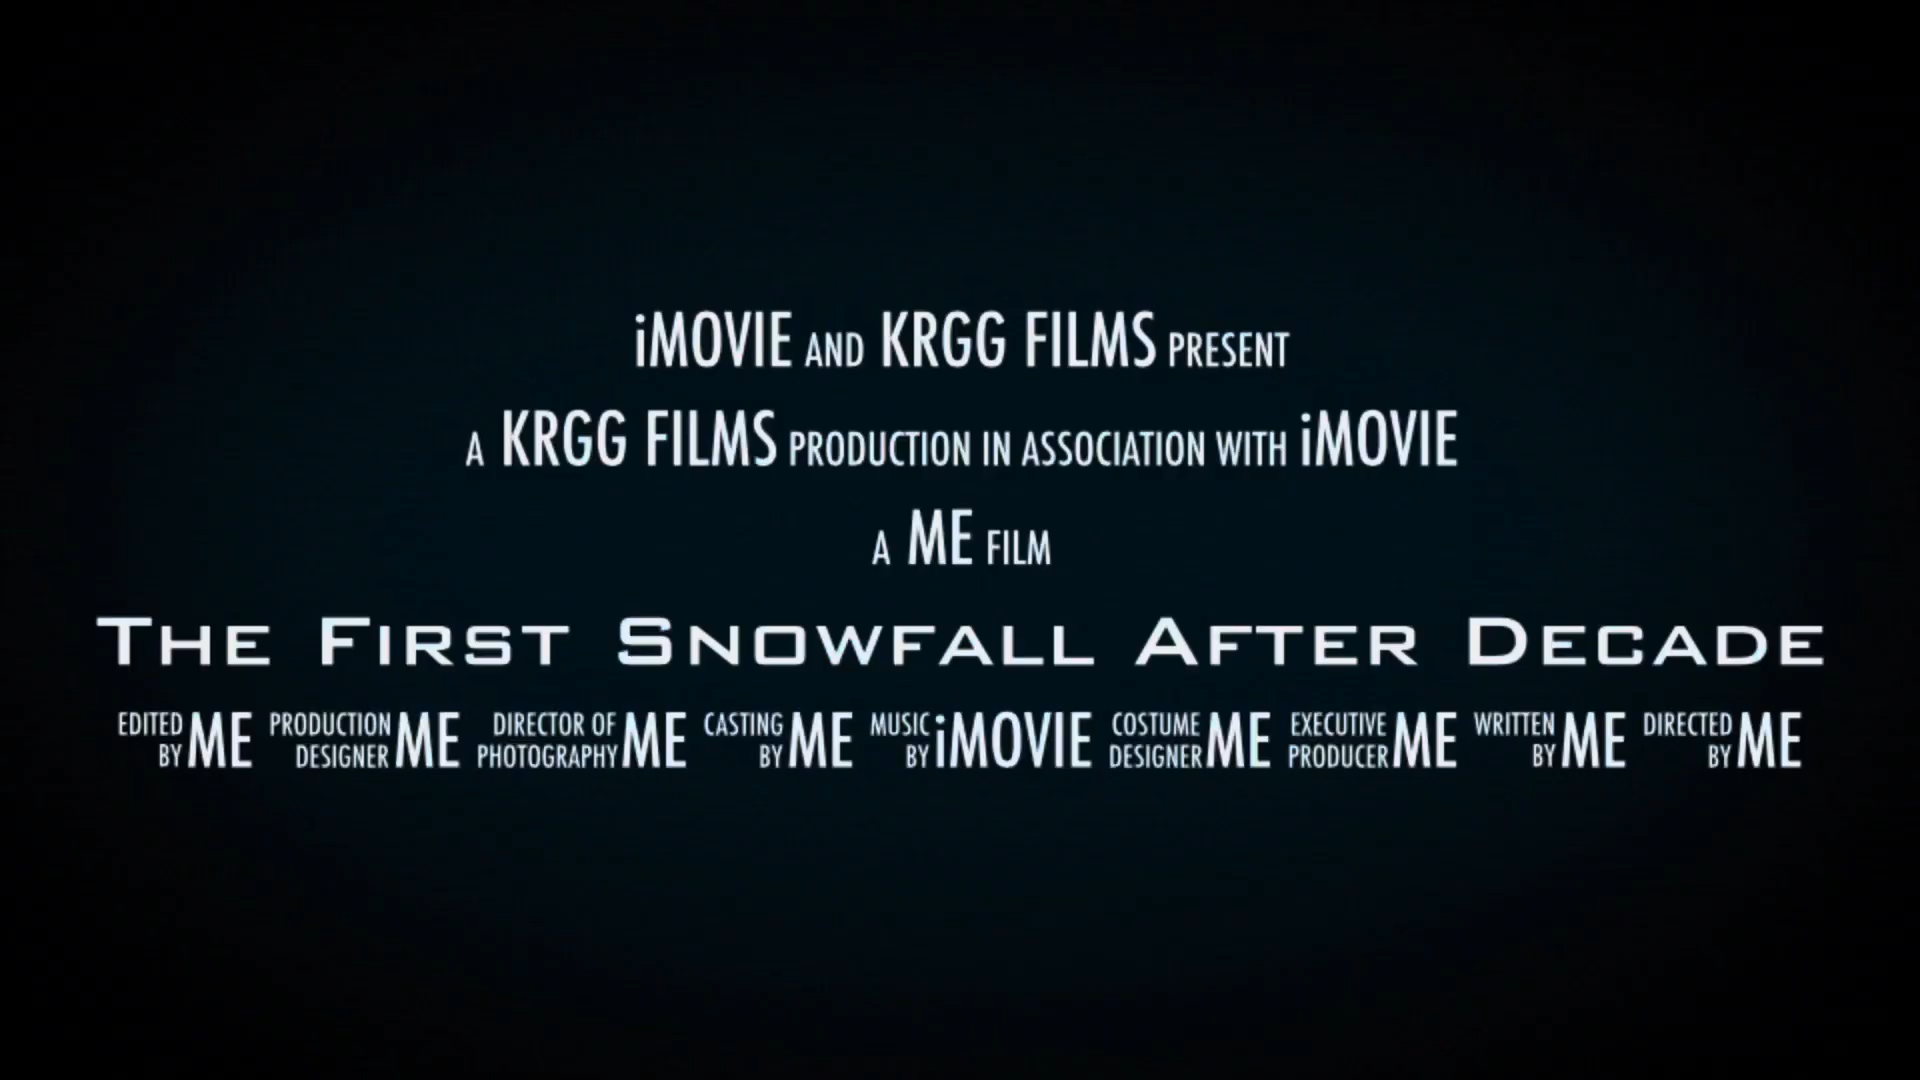 iMOVIE AND KRGG FILMS PRESENT
A KRGG FILMS PRODUCTION IN ASSOCIATION WITH iMOVIE
A ME FILM
THE FIRST SNOWFALL AFTER DECADE
EDITED BY ME PRODUCTION DESIGNER ME DIRECTOR OF PHOTOGRAPHY ME CASTING BY ME MUSIC BY iMOVIE COSTUME DESIGNER ME EXECUTIVE PRODUCER ME WRITTEN BY ME DIRECTED BY ME